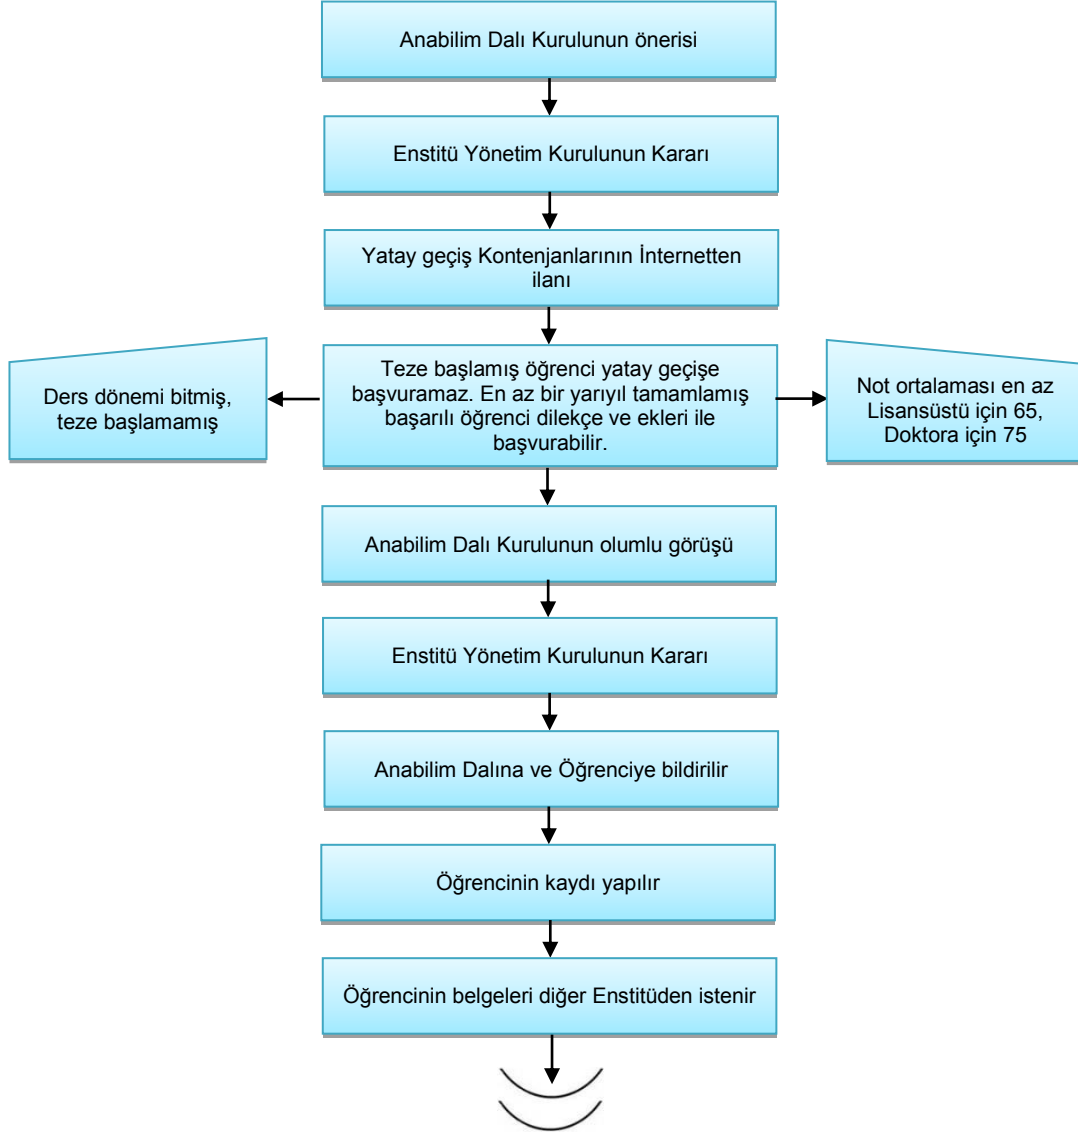 Anabilim Dalı Kurulunun önerisi
Enstitü Yönetim Kurulunun Kararı
Yatay geçiş Kontenjanlarının İnternetten
ilanı
Ders dönemi bitmiş,
teze başlamamış
Teze başlamış öğrenci yatay geçişe
başvuramaz. En az bir yarıyıl tamamlamış
başarılı öğrenci dilekçe ve ekleri ile
başvurabilir.
Not ortalaması en az
Lisansüstü için 65,
Doktora için 75
Anabilim Dalı Kurulunun olumlu görüşü
Enstitü Yönetim Kurulunun Kararı
Anabilim Dalına ve Öğrenciye bildirilir
Öğrencinin kaydı yapılır
Öğrencinin belgeleri diğer Enstitüden istenir